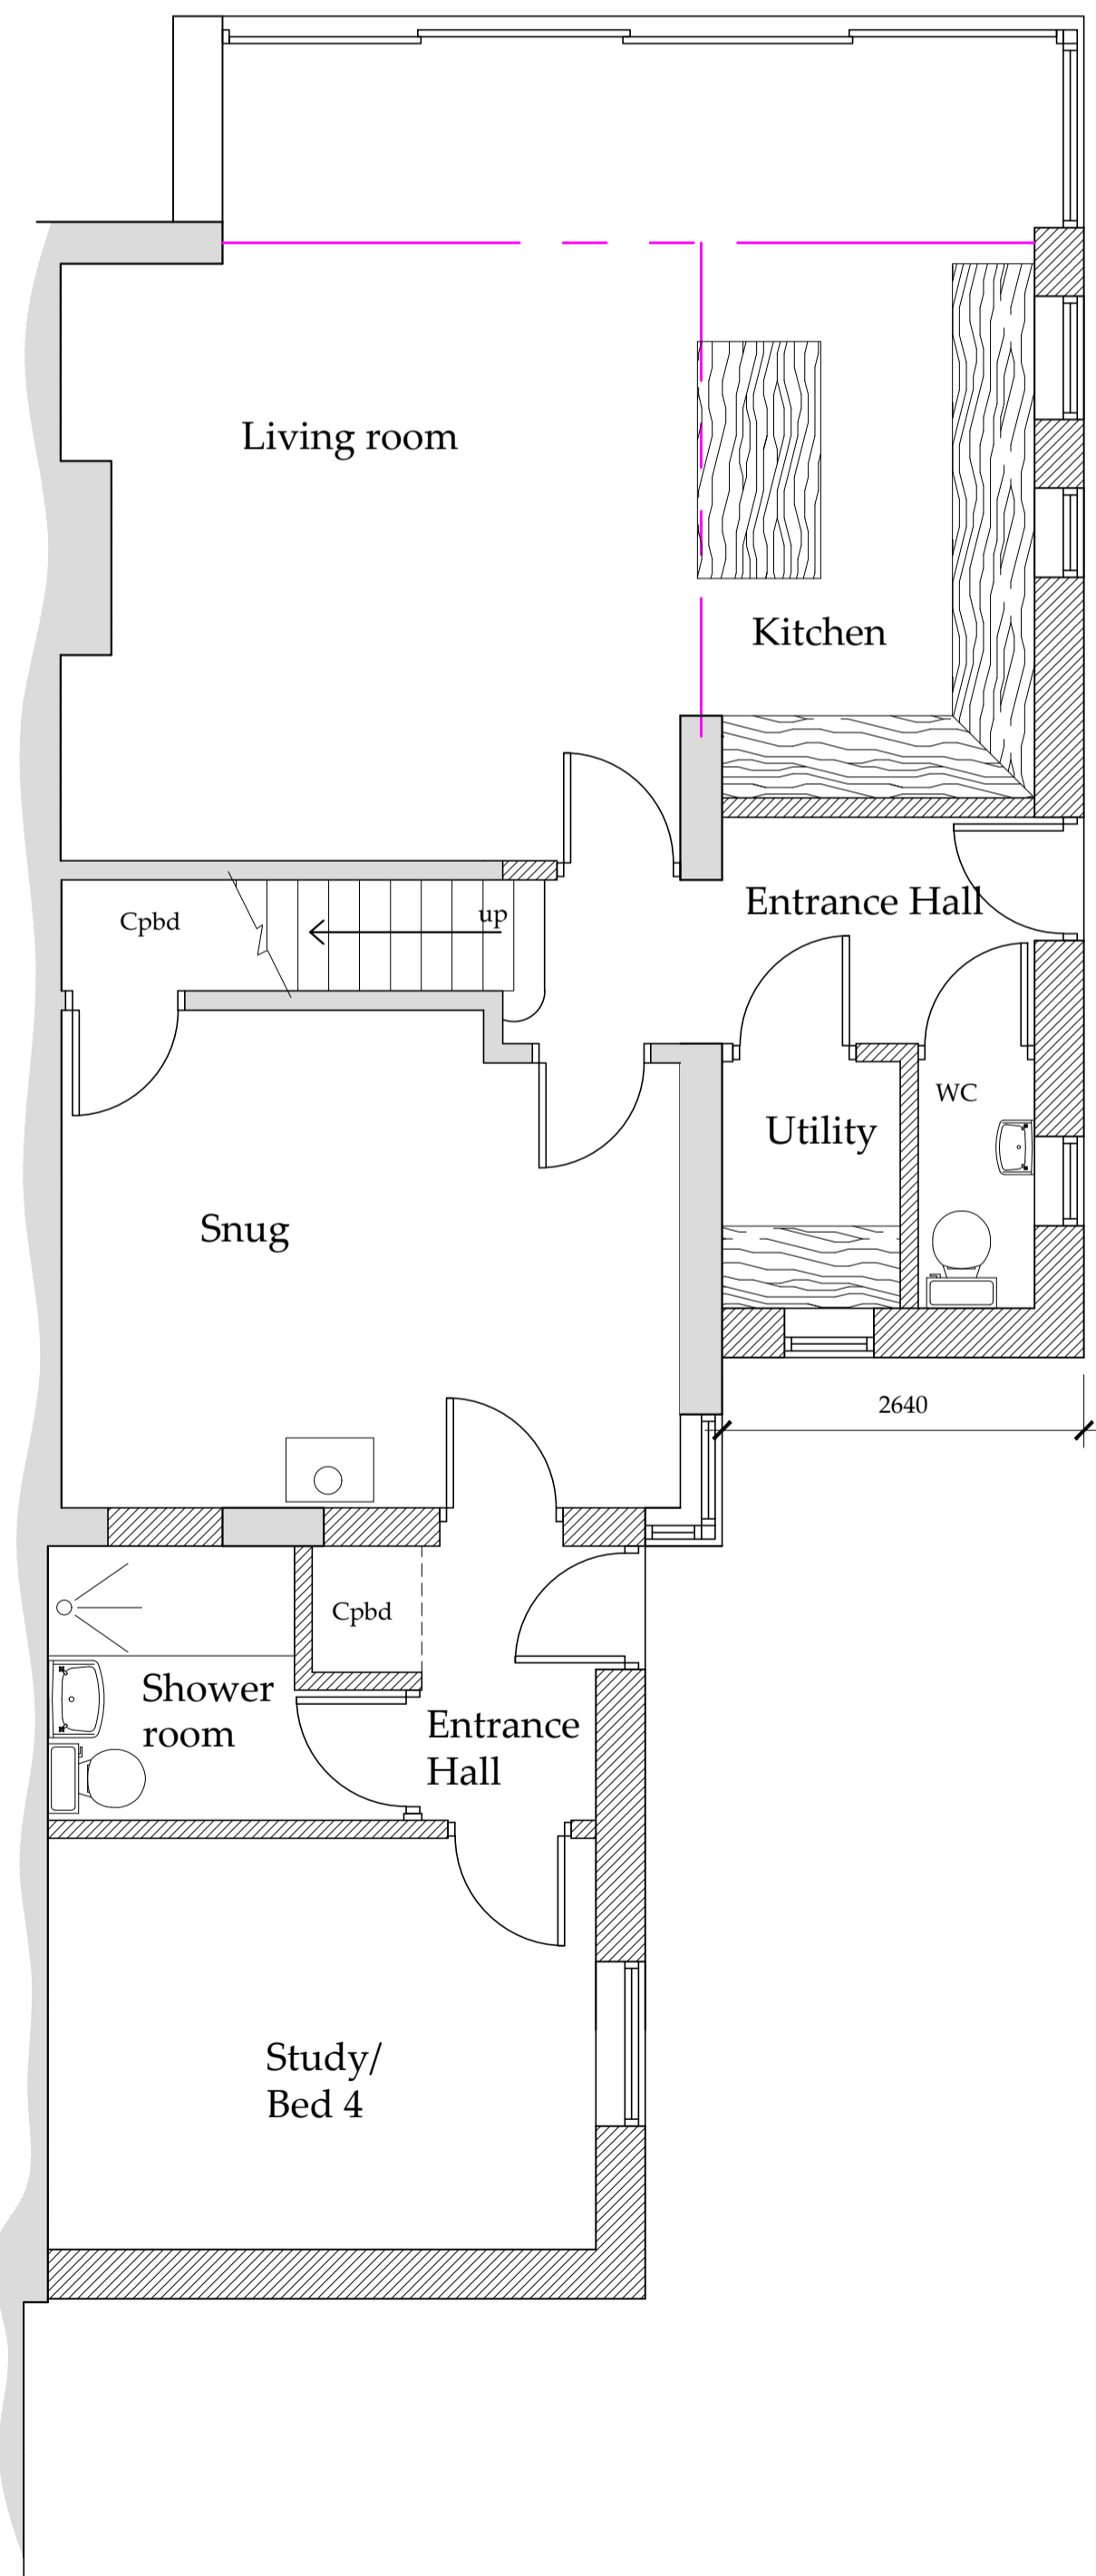 Living room
Kitchen
Entrance Hall
Cpbd
up
WC
Utility
Snug
2640
Cpbd
Shower
room
Entrance
Hall
Study/
Bed 4